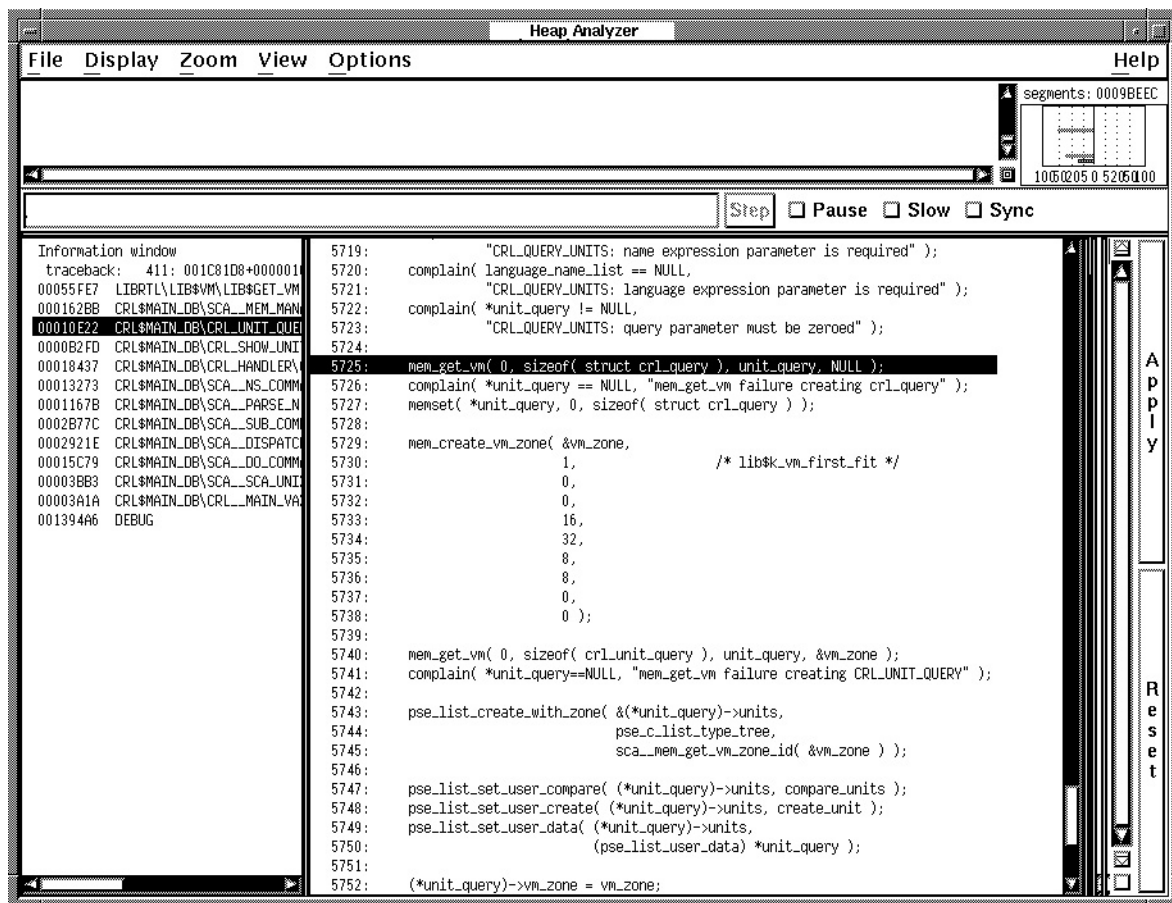 Heap Analyzer
File Display Zoom View Options Help
segments: 0009BEEC
Step Pause Slow Sync
Information window
traceback: 411: 001C81D8+000001
00055FE7 LIBRTL\LIB$VM\LIB$GET_VM
000162BB CRL$MAIN_DB\SCA__MEM_MAN
00010E22 CRL$MAIN_DB\CRL_UNIT_QUE
0000B2FD CRL$MAIN_DB\CRL_SHOW_UNI
00018437 CRL$MAIN_DB\CRL_HANDLER\
00013273 CRL$MAIN_DB\SCA__NS_COMM
0001167B CRL$MAIN_DB\SCA__PARSE_N
0002B77C CRL$MAIN_DB\SCA__SUB_COM
0002921E CRL$MAIN_DB\SCA__DISPATC
00015C79 CRL$MAIN_DB\SCA__DO_COMM
00003BB3 CRL$MAIN_DB\SCA__SCA_UNI
00003A1A CRL$MAIN_DB\CRL__MAIN_VA
001394A6 DEBUG
5719: "CRL_QUERY_UNITS: name expression parameter is required" );
5720: complain( language_name_list == NULL,
5721: "CRL_QUERY_UNITS: language expression parameter is required" );
5722: complain( *unit_query != NULL,
5723: "CRL_QUERY_UNITS: query parameter must be zeroed" );
5724:
5725: mem_get_vm( 0, sizeof( struct crl_query ), unit_query, NULL );
5726: complain( *unit_query == NULL, "mem_get_vm failure creating crl_query" );
5727: memset( *unit_query, 0, sizeof( struct crl_query ) );
5728:
5729: mem_create_vm_zone( &vm_zone,
5730: 1, /* lib$k_vm_first_fit */
5731: 0,
5732: 0,
5733: 16,
5734: 32,
5735: 8,
5736: 8,
5737: 0,
5738: 0 );
5739:
5740: mem_get_vm( 0, sizeof( crl_unit_query ), unit_query, &vm_zone );
5741: complain( *unit_query==NULL, "mem_get_vm failure creating CRL_UNIT_QUERY" );
5742:
5743: pse_list_create_with_zone( &(*unit_query)->units,
5744: pse_c_list_type_tree,
5745: sca__mem_get_vm_zone_id( &vm_zone ) );
5746:
5747: pse_list_set_user_compare( (*unit_query)->units, compare_units );
5748: pse_list_set_user_create( (*unit_query)->units, create_unit );
5749: pse_list_set_user_data( (*unit_query)->units,
5750: (pse_list_user_data) *unit_query );
5751:
5752: (*unit_query)->vm_zone = vm_zone;
Apply
Reset